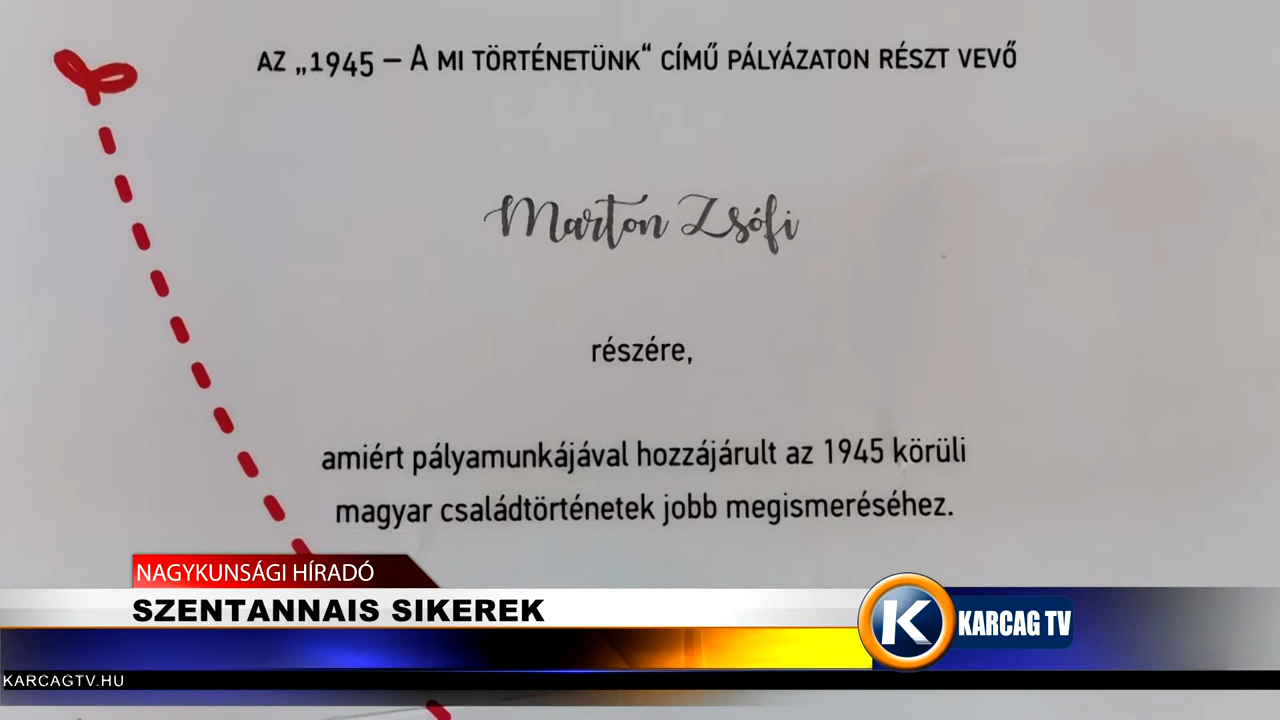 AZ „1945 – A MI TÖRTÉNETÜNK“ CÍMŰ PÁLYÁZATON RÉSZT VEVŐ
Marton Zsófi
részére,
amiért pályamunkájával hozzájárult az 1945 körüli
magyar családtörténetek jobb megismeréséhez.
NAGYKUNSÁGI HÍRADÓ
SZENTANNAIS SIKEREK
K KARCAG TV
KARCAGTV.HU